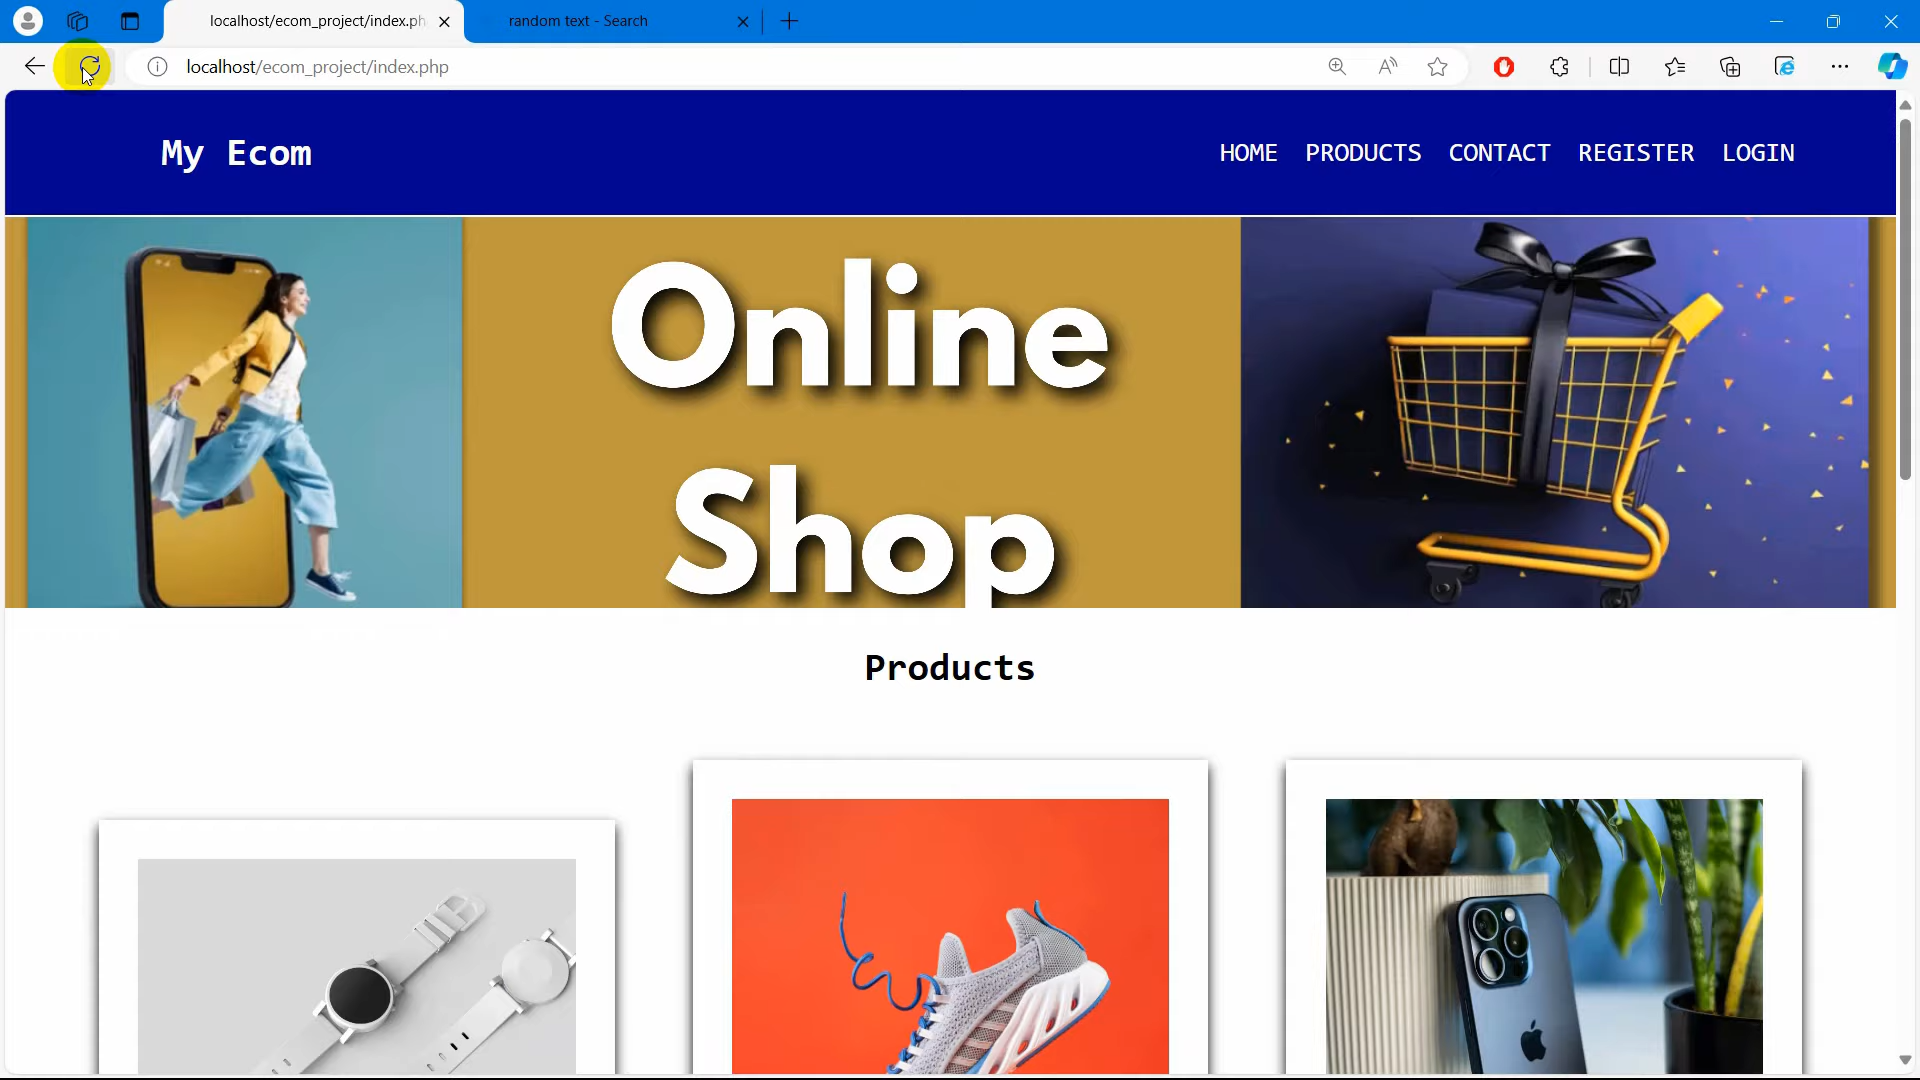 localhost/ecom_project/index.ph
random text - Search
localhost/ecom_project/index.php
My Ecom
HOME PRODUCTS CONTACT REGISTER LOGIN
Online
Shop
Products